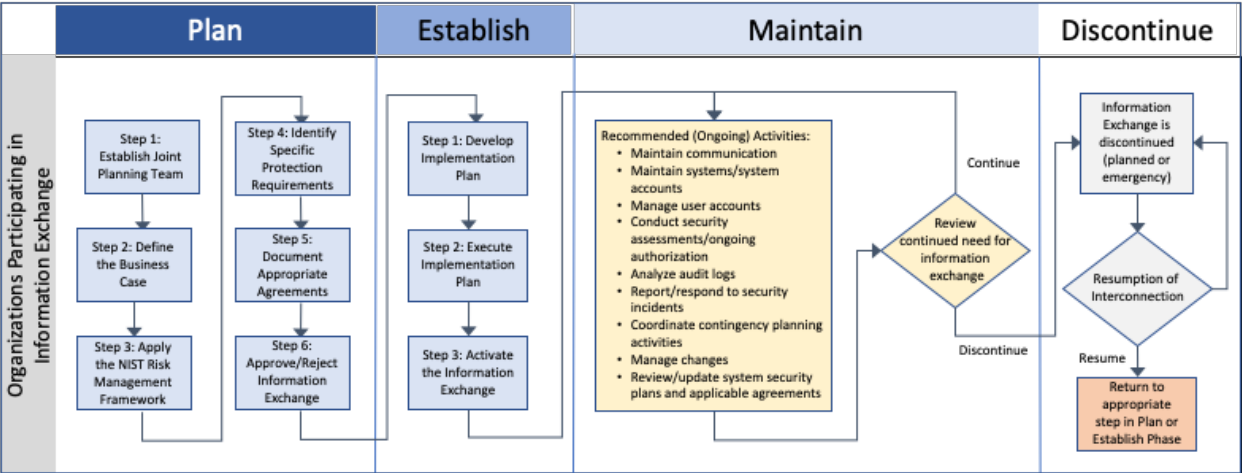 Plan
Establish
Maintain
Discontinue
Organizations Participating in
Information Exchange
Step 1:
Establish Joint
Planning Team
Step 2: Define
the Business
Case
Step 3: Apply
the NIST Risk
Management
Framework
Step 4: Identify
Specific
Protection
Requirements
Step 5:
Document
Appropriate
Agreements
Step 6:
Approve/Reject
Information
Exchange
Step 1: Develop
Implementation
Plan
Step 2: Execute
Implementation
Plan
Step 3: Activate
the Information
Exchange
Recommended (Ongoing) Activities:
• Maintain communication
• Maintain systems/system
accounts
• Manage user accounts
• Conduct security
assessments/ongoing
authorization
• Analyze audit logs
• Report/respond to security
incidents
• Coordinate contingency planning
activities
• Manage changes
• Review/update system security
plans and applicable agreements
Continue
Review
continued need for
information
exchange
Discontinue
Information
Exchange is
discontinued
(planned or
emergency)
Resumption of
Interconnection
Resume
Return to
appropriate
step in Plan or
Establish Phase